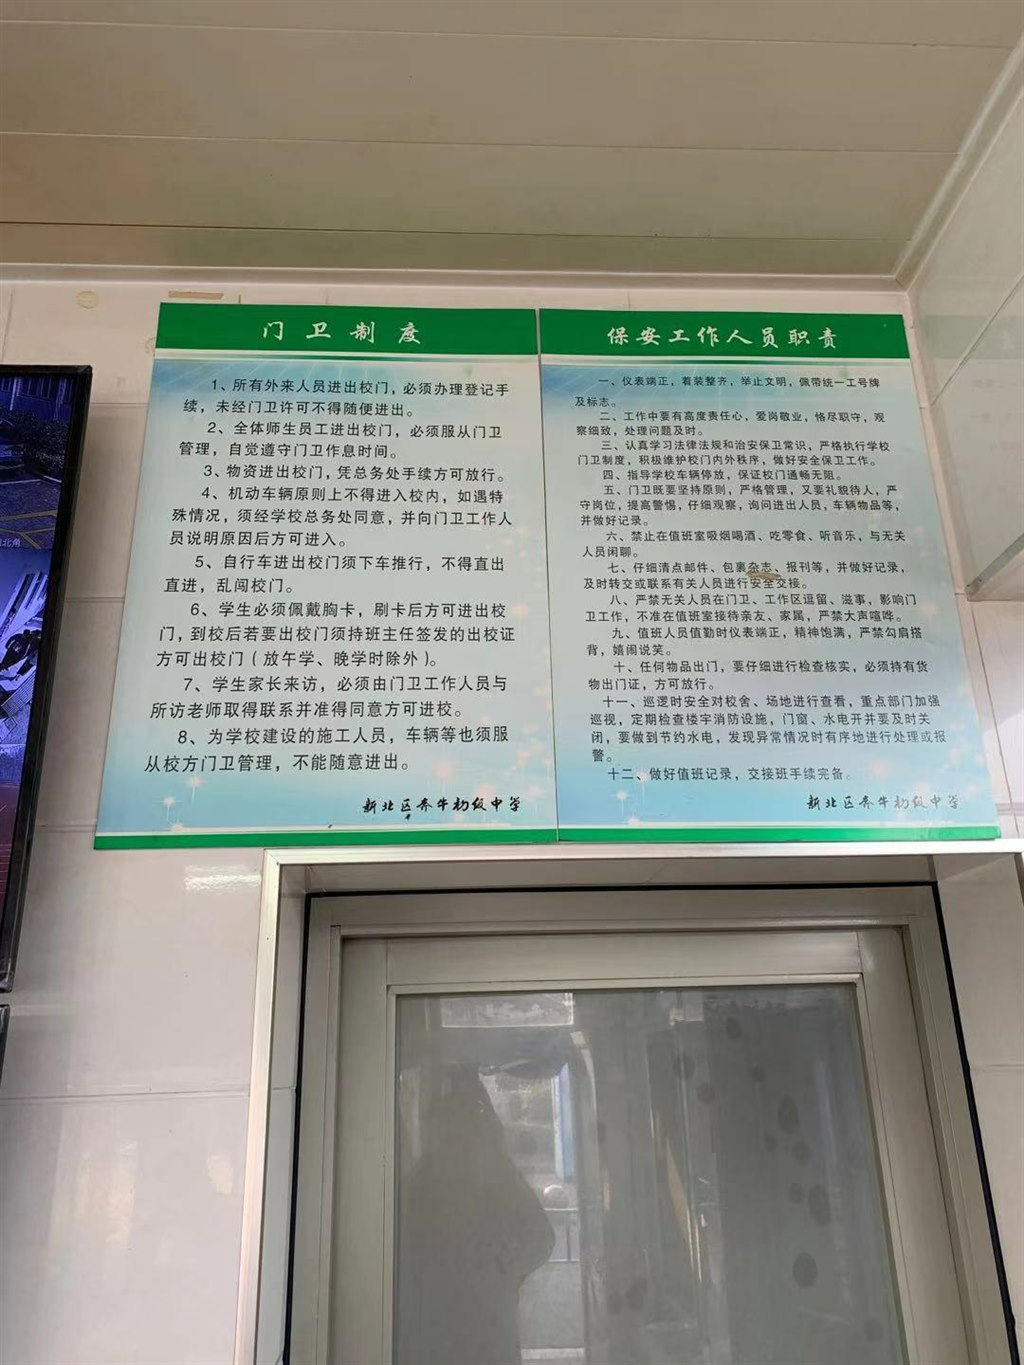 门卫制度
1、所有外来人员进出校门，必须办理登记手
续，未经门卫许可不得随便进出。
2、全体师生员工进出校门，必须服从门卫
管理，自觉遵守门卫作息时间。
3、物资进出校门，凭总务处手续方可放行。
4、机动车辆原则上不得进入校内，如遇特
殊情况，须经学校总务处同意，并向门卫工作人
员说明原因后方可进入。
5、自行车进出校门须下车推行，不得直出
直进，乱闯校门。
6、学生必须佩戴胸卡，刷卡后方可进出校
门，到校后若要出校门须持班主任签发的出校证
方可出校门（放午学、晚学时除外）。
7、学生家长来访，必须由门卫工作人员与
所访老师取得联系并准得同意方可进校。
8、为学校建设的施工人员，车辆等也须服
从校方门卫管理，不能随意进出。
新北区奔牛初级中学
保安工作人员职责
一、仪表端正，着装整齐，举止文明，佩带统一工号牌
及标志。
二、工作中要有高度责任心，爱岗敬业，恪尽职守，观
察细致，处理问题及时。
三、认真学习法律法规和治安保卫常识，严格执行学校
门卫制度，积极维护校门内外秩序，做好安全保卫工作。
四、指导学校车辆停放，保证校门通畅无阻。
五、门卫既要坚持原则，严格管理，又要礼貌待人，严
守岗位，提高警惕，仔细观察，询问进出人员，车辆物品等，
并做好记录。
六、禁止在值班室吸烟喝酒、吃零食、听音乐，与无关
人员闲聊。
七、仔细清点邮件、包裹杂志、报刊等，并做好记录，
及时转交或联系有关人员进行安全交接。
八、严禁无关人员在门卫、工作区逗留、滋事，影响门
卫工作，不准在值班室接待亲友、家属，严禁大声喧哗。
九、值班人员值勤时仪表端正，精神饱满，严禁勾肩搭
背，嬉闹说笑。
十、任何物品出门，要仔细进行检查核实，必须持有货
物出门证，方可放行。
十一、巡逻时安全对校舍、场地进行查看，重点部门加强
巡视，定期检查楼宇消防设施，门窗、水电开并要及时关
闭，要做到节约水电，发现异常情况时有序地进行处理或报
警。
十二、做好值班记录，交接班手续完备。
新北区奔牛初级中学
北角